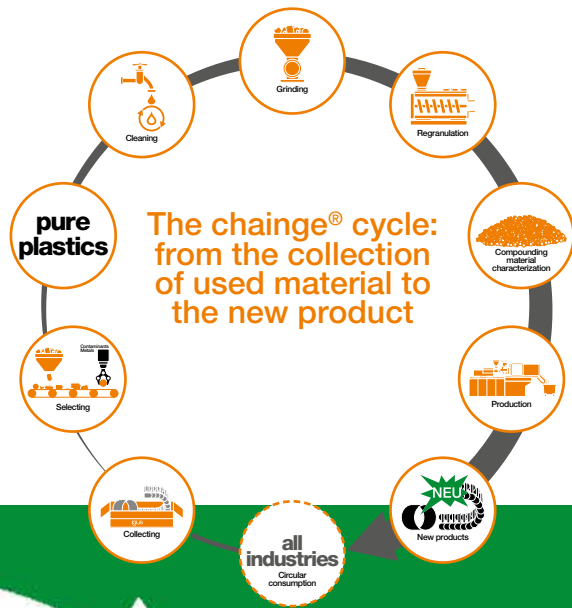 Grinding
Cleaning
Regranulation
pure
plastics
The chainge® cycle:
from the collection
of used material to
the new product
Compounding
material
characterization
Contaminants
Metals
Selecting
Production
NEU
New products
igus
Collecting
all
industries
Circular
consumption